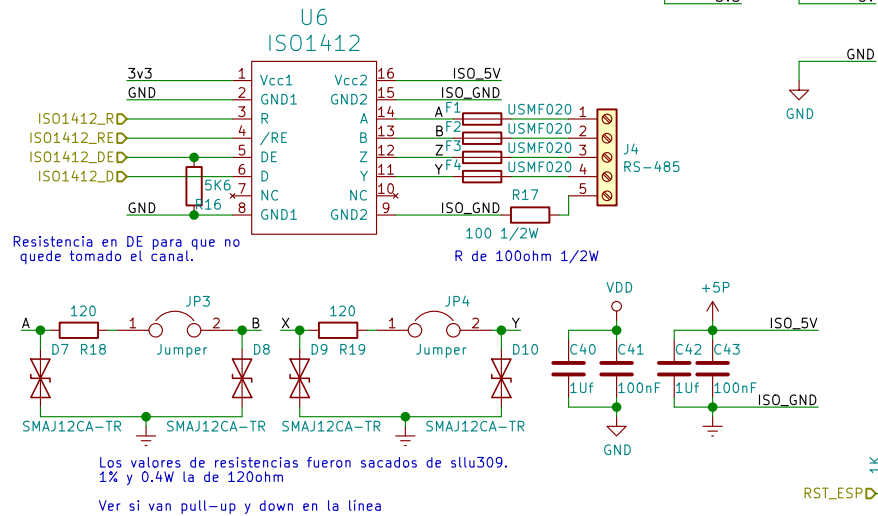 3V
5V
U6
ISO1412
3v3
1
Vcc1
Vcc2
16
ISO_5V
GND
2
GND1
GND2
15
ISO_GND
ISO1412_R
3
R
A
14
A
F1
USMF020
1
ISO1412_RE
4
/RE
B
13
B
F2
USMF020
2
ISO1412_DE
5
DE
Z
12
Z
F3
USMF020
3
ISO1412_D
6
D
Y
11
Y
F4
USMF020
4
5K6
R16
7
NC
NC
10
R17
5
GND
8
GND1
GND2
9
ISO_GND
100 1/2W
J4
RS-485
GND
GND
Resistencia en DE para que no
quede tomado el canal.
R de 100ohm 1/2W
A
120
R18
1
JP3
2
Jumper
B
D7
D8
SMAJ12CA-TR
SMAJ12CA-TR
X
120
R19
1
JP4
2
Jumper
Y
D9
D10
SMAJ12CA-TR
SMAJ12CA-TR
VDD
C40
1Uf
C41
100nF
GND
+5P
ISO_5V
C42
1Uf
C43
100nF
ISO_GND
Los valores de resistencias fueron sacados de sllu309.
1% y 0.4W la de 120ohm
Ver si van pull-up y down en la línea
1K
RST_ESP